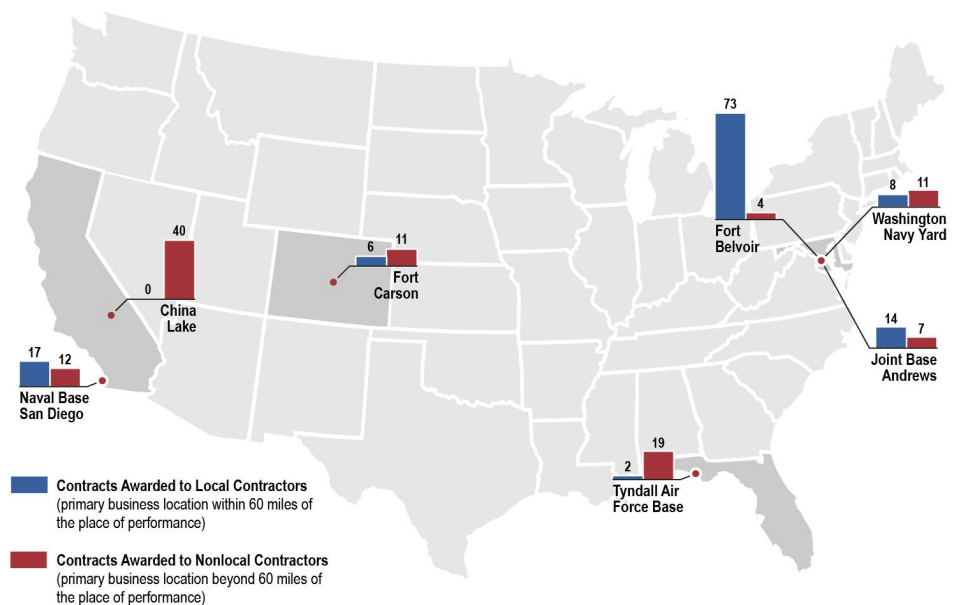 73
4
Fort
Belvoir
8
11
Washington
Navy Yard
40
0
China
Lake
6
11
Fort
Carson
14
7
Joint Base
Andrews
17
12
Naval Base
San Diego
2
19
Tyndall Air
Force Base
Contracts Awarded to Local Contractors
(primary business location within 60 miles of
the place of performance)
Contracts Awarded to Nonlocal Contractors
(primary business location beyond 60 miles of
the place of performance)